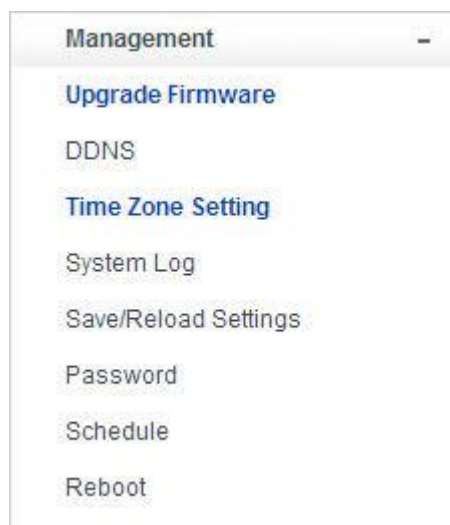 Management -
Upgrade Firmware
DDNS
Time Zone Setting
System Log
Save/Reload Settings
Password
Schedule
Reboot